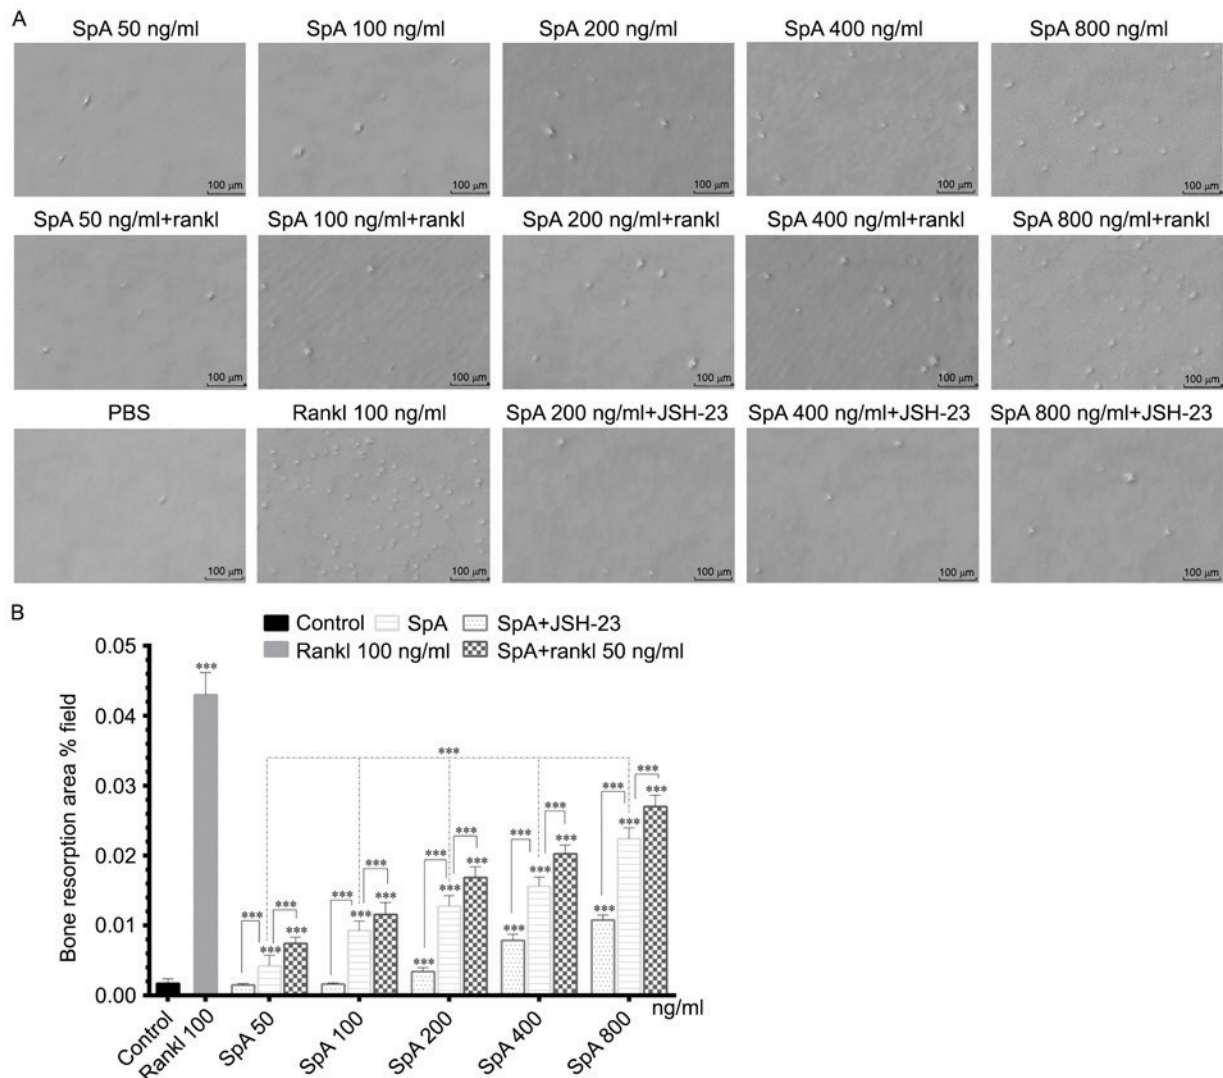 A
SpA 50 ng/ml SpA 100 ng/ml SpA 200 ng/ml SpA 400 ng/ml SpA 800 ng/ml
100 μm 100 μm 100 μm 100 μm 100 μm
SpA 50 ng/ml+rankl SpA 100 ng/ml+rankl SpA 200 ng/ml+rankl SpA 400 ng/ml+rankl SpA 800 ng/ml+rankl
100 μm 100 μm 100 μm 100 μm 100 μm
PBS Rankl 100 ng/ml SpA 200 ng/ml+JSH-23 SpA 400 ng/ml+JSH-23 SpA 800 ng/ml+JSH-23
100 μm 100 μm 100 μm 100 μm 100 μm
B
Control SpA SpA+JSH-23
Rankl 100 ng/ml SpA+rankl 50 ng/ml
Bone resorption area % field
0.05
0.04
0.03
0.02
0.01
0.00
***
***
*** *** *** *** ***
*** *** *** *** ***
*** *** *** *** ***
*** *** *** *** ***
*** *** ***
ng/ml
Control
Rankl 100
SpA 50
SpA 100
SpA 200
SpA 400
SpA 800